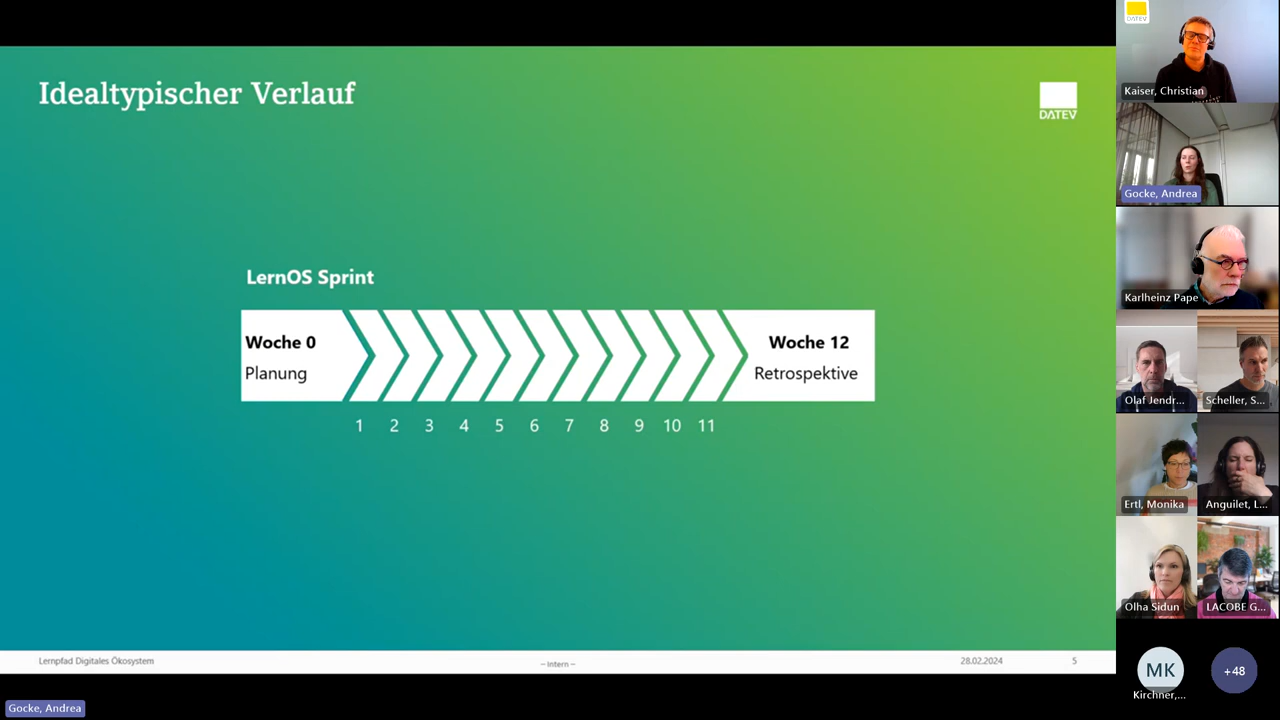 Idealtypischer Verlauf
DATEV
LernOS Sprint
Woche 0
Planung
Woche 12
Retrospektive
1 2 3 4 5 6 7 8 9 10 11
Lernpfad Digitales Ökosystem
– Intern –
28.02.2024
5
Gocke, Andrea
DATEV
Kaiser, Christian
Gocke, Andrea
Karlheinz Pape
Olaf Jendr...
Scheller, S...
Ertl, Monika
Anguilet, L...
Olha Sidun
LACOBE G...
MK
Kirchner,...
+48